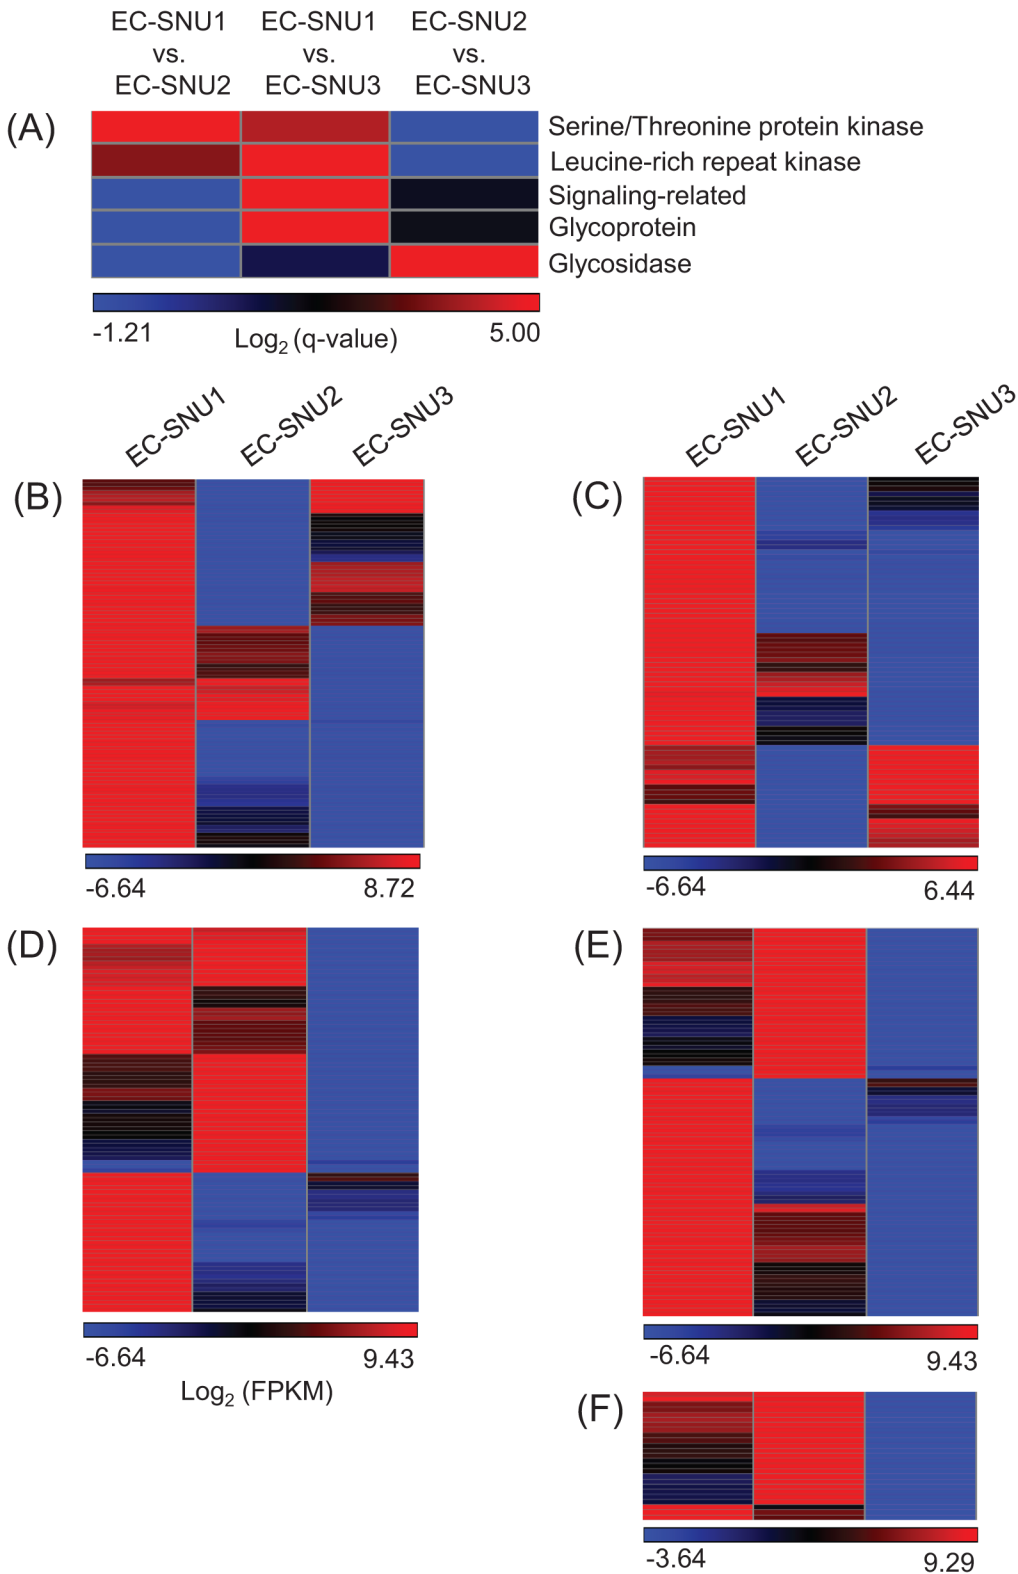 EC-SNU1 EC-SNU1 EC-SNU2
vs. vs. vs.
EC-SNU2 EC-SNU3 EC-SNU3
(A)
Serine/Threonine protein kinase
Leucine-rich repeat kinase
Signaling-related
Glycoprotein
Glycosidase
-1.21 Log2 (q-value) 5.00
EC-SNU1 EC-SNU2 EC-SNU3
(B)
-6.64 8.72
EC-SNU1 EC-SNU2 EC-SNU3
(C)
-6.64 6.44
(D)
-6.64 9.43
Log2 (FPKM)
(E)
-6.64 9.43
(F)
-3.64 9.29